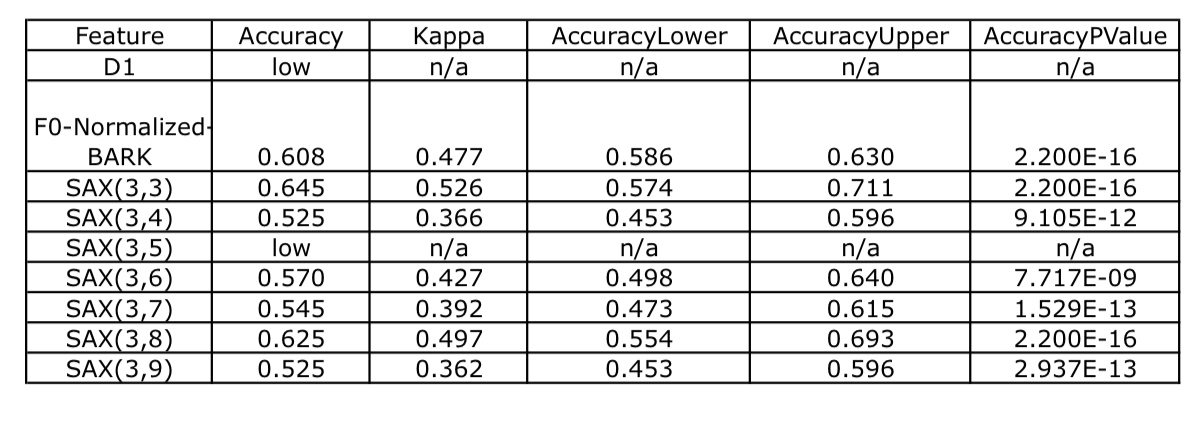 Feature Accuracy Kappa AccuracyLower AccuracyUpper AccuracyPValue
D1 low n/a n/a n/a n/a
F0-Normalized-
BARK 0.608 0.477 0.586 0.630 2.200E-16
SAX(3,3) 0.645 0.526 0.574 0.711 2.200E-16
SAX(3,4) 0.525 0.366 0.453 0.596 9.105E-12
SAX(3,5) low n/a n/a n/a n/a
SAX(3,6) 0.570 0.427 0.498 0.640 7.717E-09
SAX(3,7) 0.545 0.392 0.473 0.615 1.529E-13
SAX(3,8) 0.625 0.497 0.554 0.693 2.200E-16
SAX(3,9) 0.525 0.362 0.453 0.596 2.937E-13